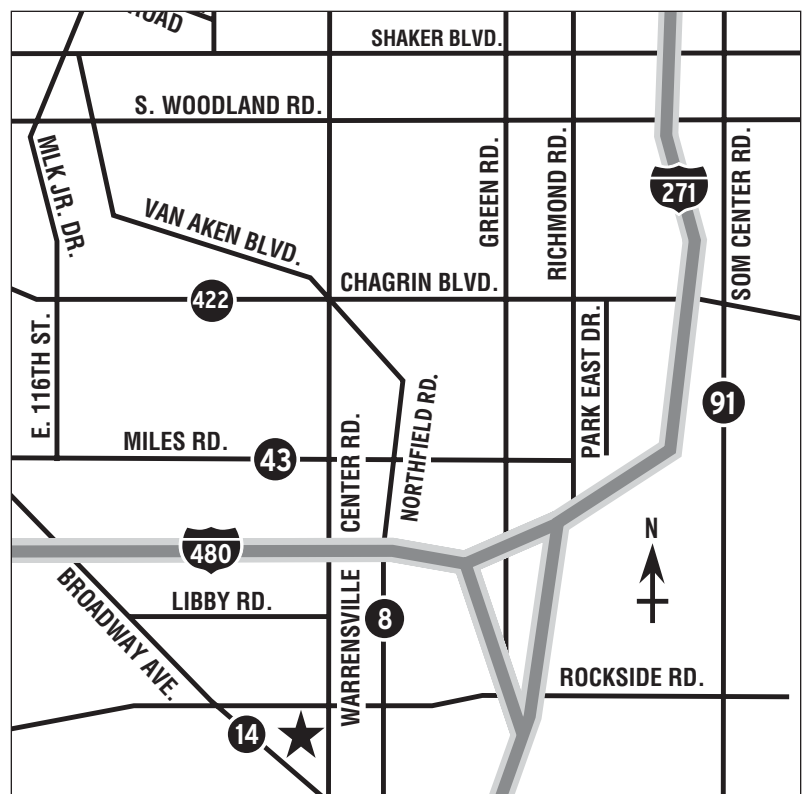 ROAD
SHAKER BLVD.
S. WOODLAND RD.
MLK JR. DR.
GREEN RD.
RICHMOND RD.
271
SOM CENTER RD.
VAN AKEN BLVD.
CHAGRIN BLVD.
422
E. 116TH ST.
PARK EAST DR.
91
MILES RD.
43
WARRENSVILLE CENTER RD.
NORTHFIELD RD.
N
480
BROADWAY AVE.
LIBBY RD.
8
ROCKSIDE RD.
14